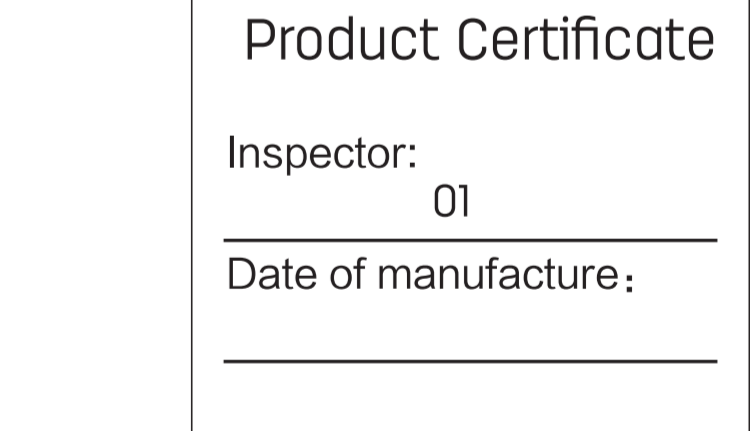 Product Certificate
Inspector:
01
Date of manufacture：